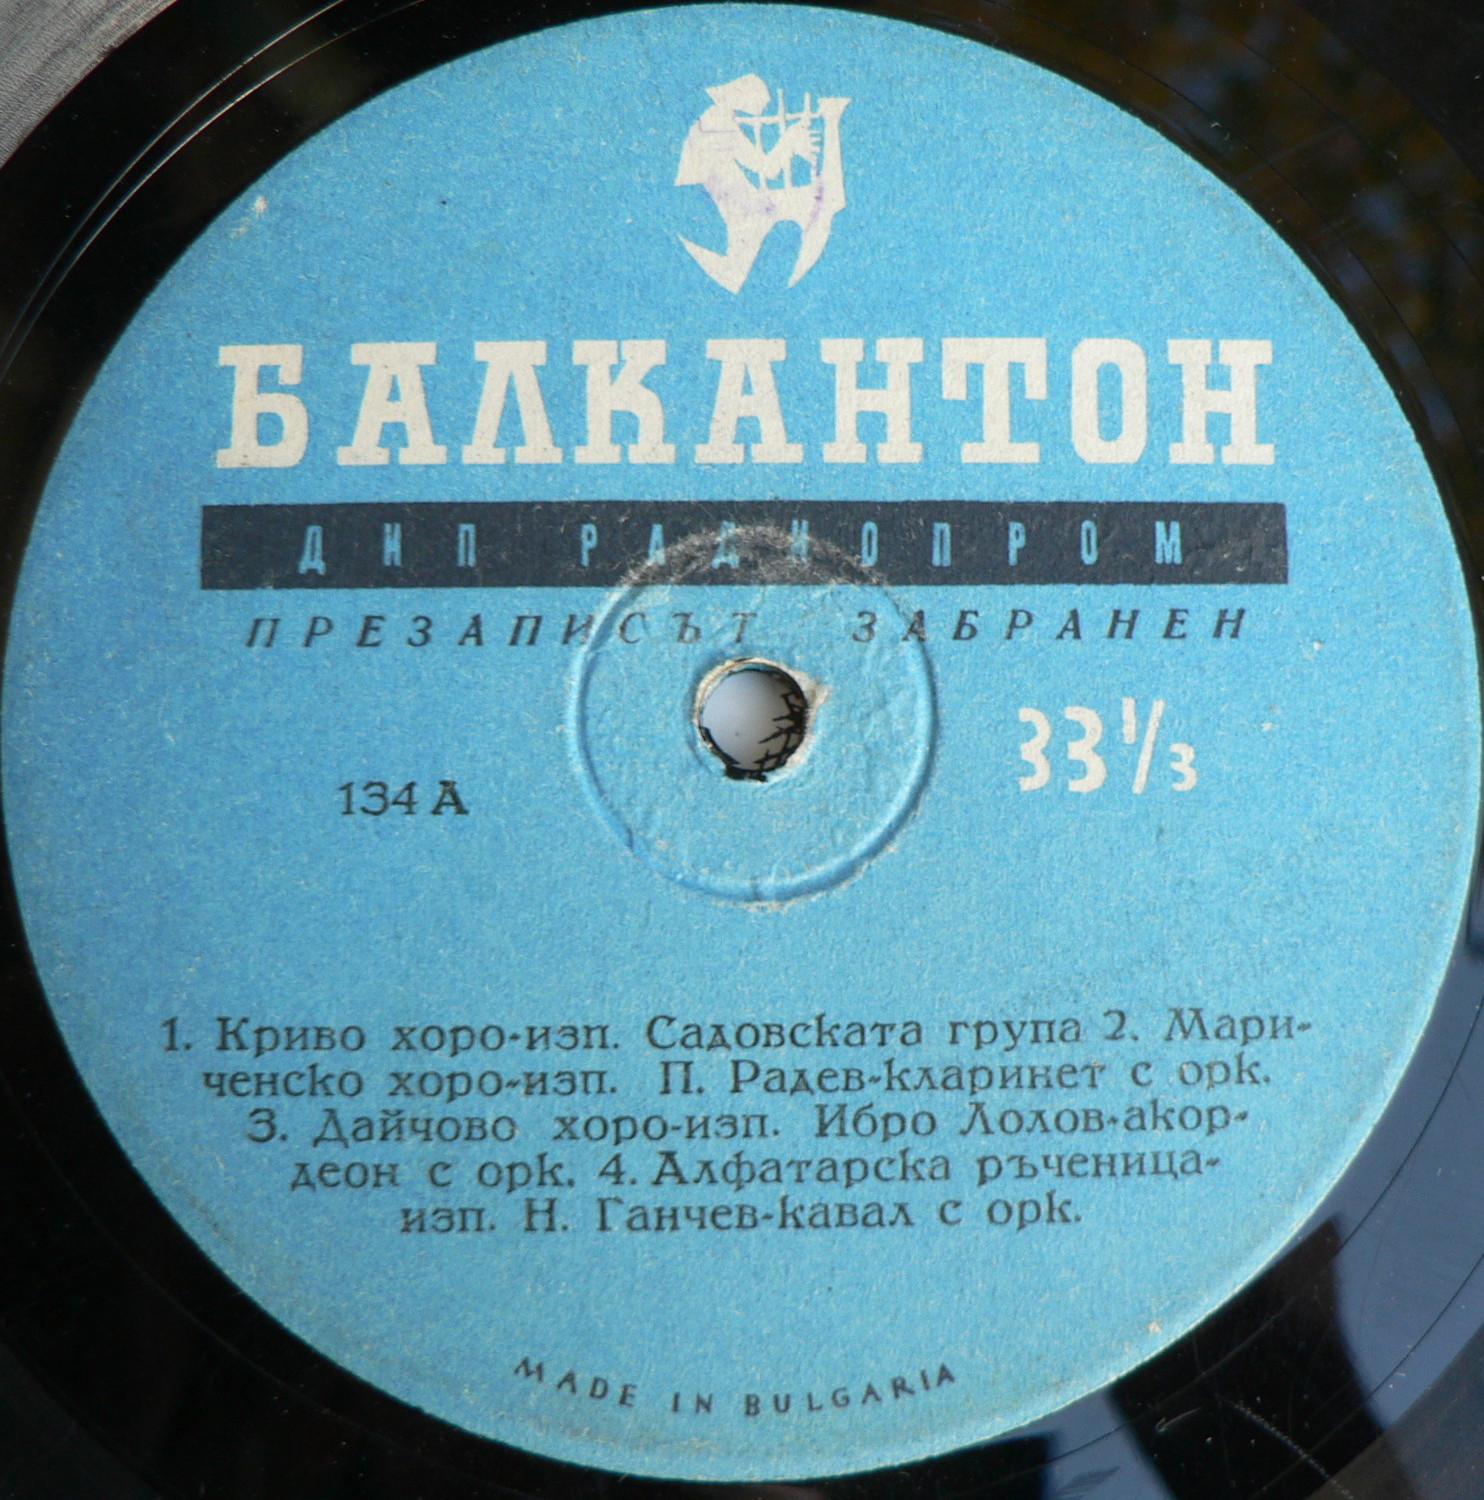 БАЛКАНТОН
ДИП РАДИОПРОМ
ПРЕЗАПИСЪТ ЗАБРАНЕН
33 1/3
134 А
1. Криво хоро-изп. Садовската група 2. Мари-
ченско хоро-изп. П. Радев-кларинет с орк.
3. Дайчово хоро-изп. Ибро Лолов-акор-
деон с орк. 4. Алфатарска ръченица-
изп. Н. Ганчев-кавал с орк.
MADE IN BULGARIA